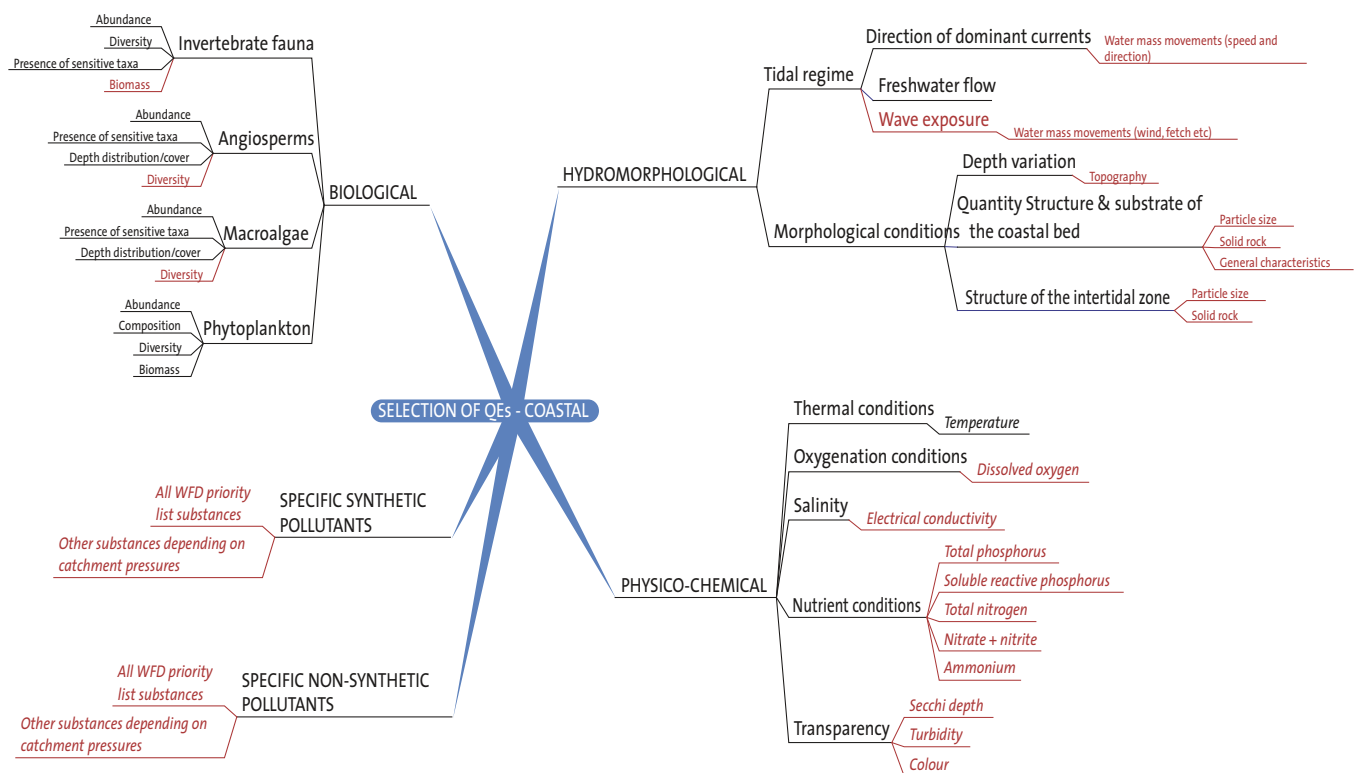 Abundance
Diversity
Presence of sensitive taxa
Biomass
Invertebrate fauna
Abundance
Presence of sensitive taxa
Depth distribution/cover
Diversity
Angiosperms
BIOLOGICAL
Abundance
Presence of sensitive taxa
Depth distribution/cover
Diversity
Macroalgae
Abundance
Composition
Diversity
Biomass
Phytoplankton
HYDROMORPHOLOGICAL
Tidal regime
Direction of dominant currents
Water mass movements (speed and
direction)
Freshwater flow
Wave exposure
Water mass movements (wind, fetch etc)
Morphological conditions
Depth variation
Topography
Quantity Structure & substrate of
the coastal bed
Particle size
Solid rock
General characteristics
Structure of the intertidal zone
Particle size
Solid rock
SELECTION OF QEs - COASTAL
All WFD priority
list substances
Other substances depending on
catchment pressures
SPECIFIC SYNTHETIC
POLLUTANTS
All WFD priority
list substances
Other substances depending on
catchment pressures
SPECIFIC NON-SYNTHETIC
POLLUTANTS
PHYSICO-CHEMICAL
Thermal conditions
Temperature
Oxygenation conditions
Dissolved oxygen
Salinity
Electrical conductivity
Nutrient conditions
Total phosphorus
Soluble reactive phosphorus
Total nitrogen
Nitrate + nitrite
Ammonium
Transparency
Secchi depth
Turbidity
Colour